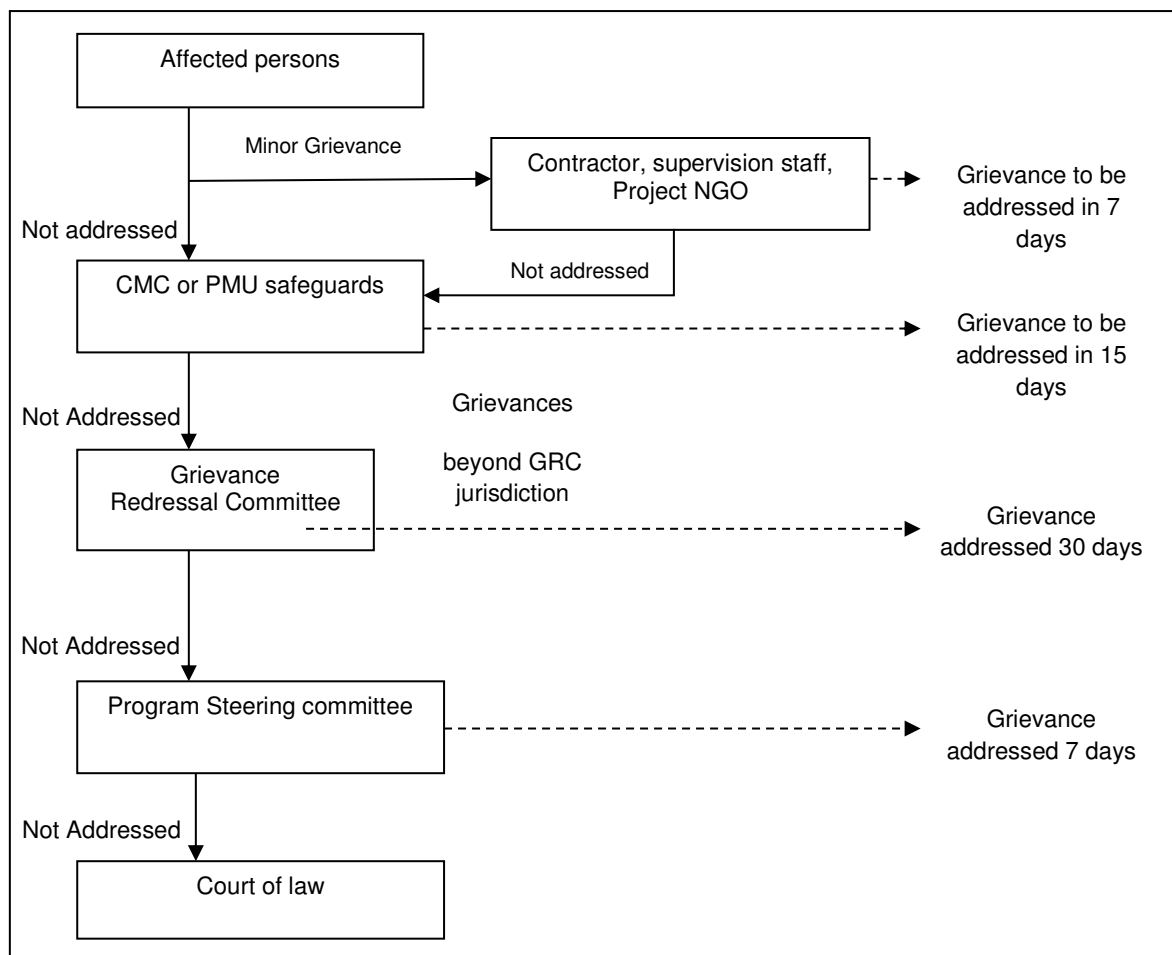 Affected persons
Minor Grievance
Contractor, supervision staff,
Project NGO
Grievance to be
addressed in 7
days
Not addressed
Not addressed
CMC or PMU safeguards
Grievance to be
addressed in 15
days
Not Addressed
Grievances
beyond GRC
jurisdiction
Grievance
Redressal Committee
Grievance
addressed 30 days
Not Addressed
Program Steering committee
Grievance
addressed 7 days
Not Addressed
Court of law